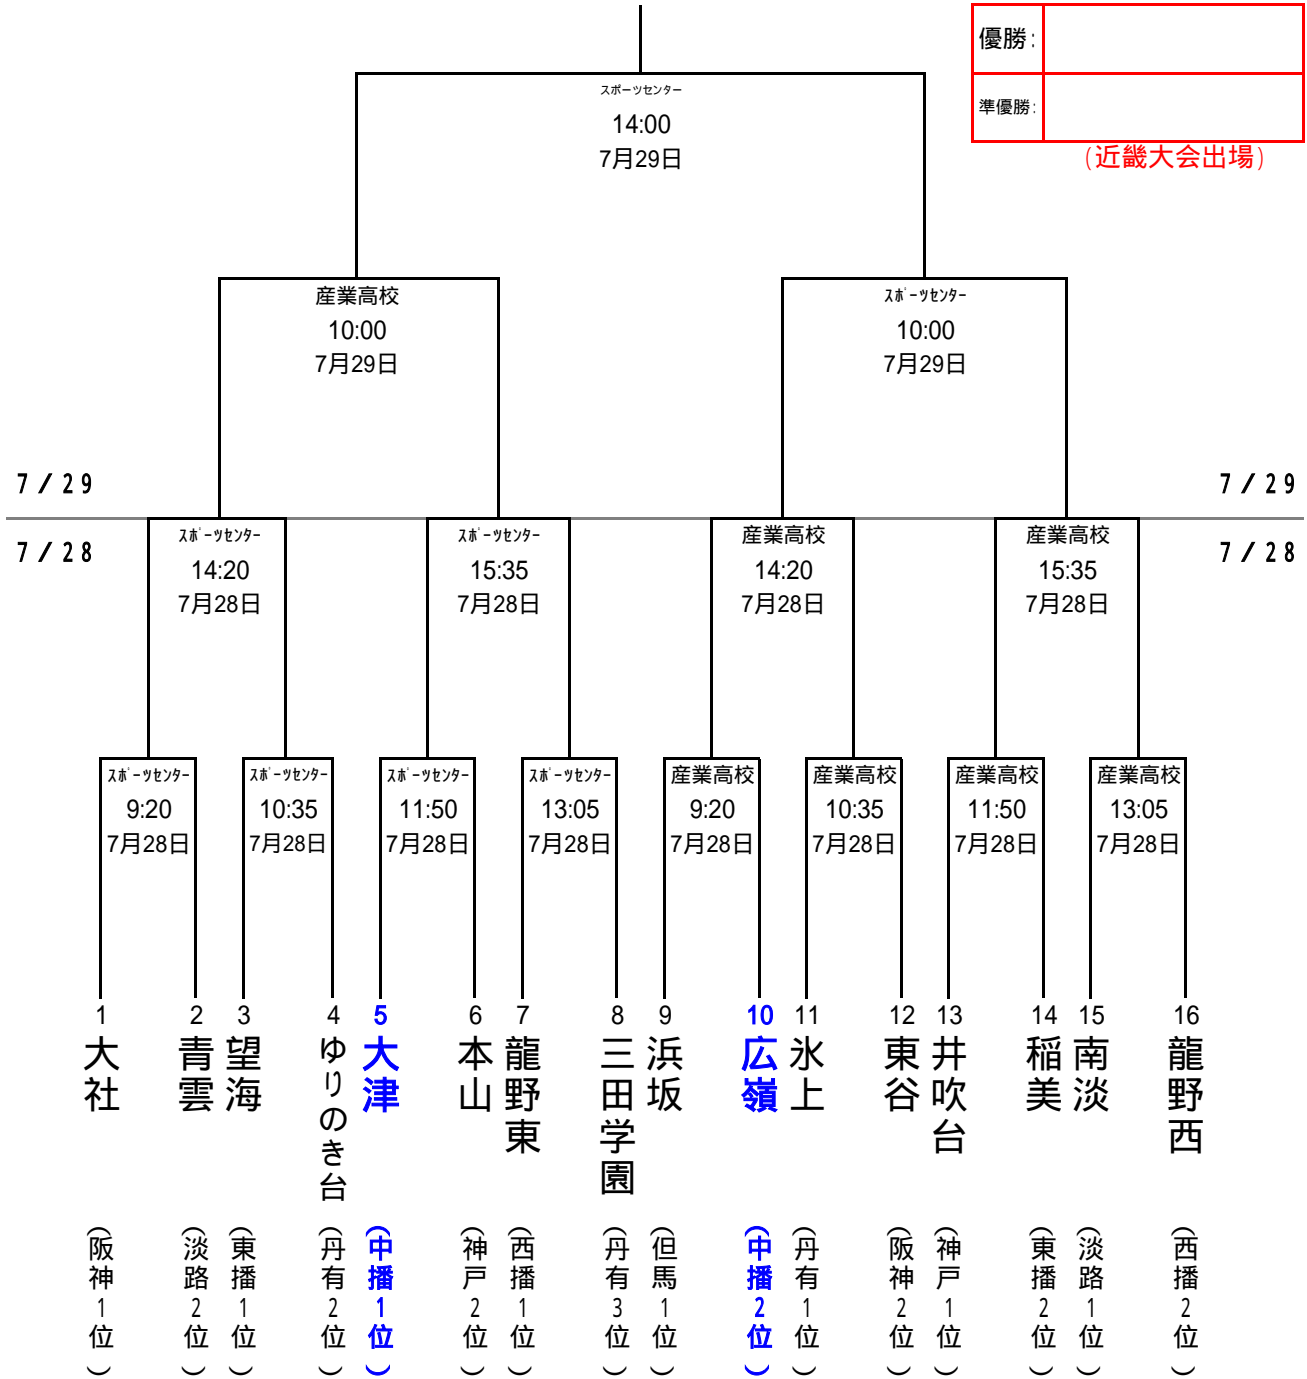 優勝:
準優勝:
(近畿大会出場)
スポーツセンター
14:00
7月29日
産業高校
10:00
7月29日
スポーツセンター
10:00
7月29日
7/29
7/29
7/28
7/28
スポーツセンター
14:20
7月28日
スポーツセンター
15:35
7月28日
産業高校
14:20
7月28日
産業高校
15:35
7月28日
スポーツセンター
9:20
7月28日
スポーツセンター
10:35
7月28日
スポーツセンター
11:50
7月28日
スポーツセンター
13:05
7月28日
産業高校
9:20
7月28日
産業高校
10:35
7月28日
産業高校
11:50
7月28日
産業高校
13:05
7月28日
1
大社
(阪神1位)
2
青雲
(淡路2位)
3
望海
(東播1位)
4
ゆりのき台
(丹有2位)
5
大津
(中播1位)
6
本山
(神戸2位)
7
龍野東
(西播1位)
8
三田学園
(丹有3位)
9
浜坂
(但馬1位)
10
広嶺
(中播2位)
11
氷上
(丹有1位)
12
東谷
(阪神2位)
13
井吹台
(神戸1位)
14
稲美
(東播2位)
15
南淡
(淡路1位)
16
龍野西
(西播2位)